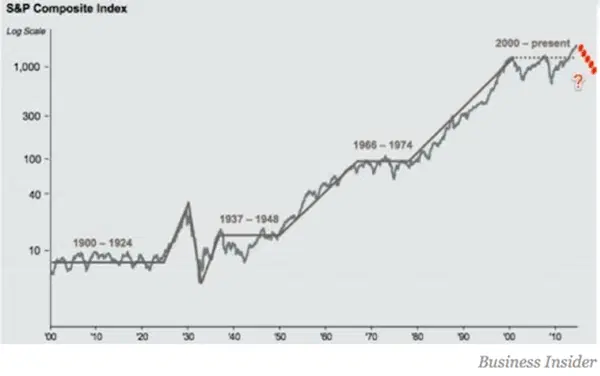 S&P Composite Index
Log Scale
2000 – present
1,000
?
300
1966 – 1974
100
40
1937 – 1948
1900 – 1924
10
'00 '10 '20 '30 '40 '50 '60 '70 '80 '90 '00 '10
Business Insider